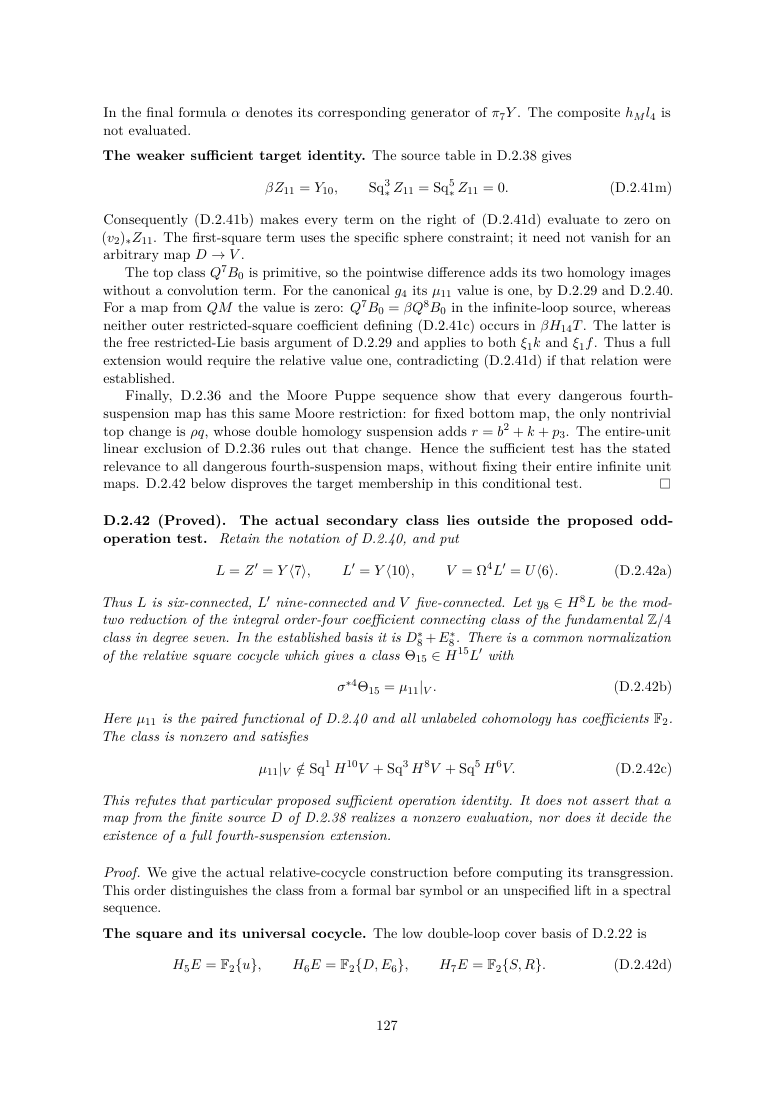 In the final formula α denotes its corresponding generator of π₇Y. The composite h_M l₄ is
not evaluated.
The weaker sufficient target identity. The source table in D.2.38 gives
βZ₁₁ = Y₁₀, Sq³_* Z₁₁ = Sq⁵_* Z₁₁ = 0. (D.2.41m)
Consequently (D.2.41b) makes every term on the right of (D.2.41d) evaluate to zero on
(v₂)_*Z₁₁. The first-square term uses the specific sphere constraint; it need not vanish for an
arbitrary map D → V.
The top class Q⁷B₀ is primitive, so the pointwise difference adds its two homology images
without a convolution term. For the canonical g₄ its μ₁₁ value is one, by D.2.29 and D.2.40.
For a map from QM the value is zero: Q⁷B₀ = βQ⁸B₀ in the infinite-loop source, whereas
neither outer restricted-square coefficient defining (D.2.41c) occurs in βH₁₄T. The latter is
the free restricted-Lie basis argument of D.2.29 and applies to both ξ₁k and ξ₁f. Thus a full
extension would require the relative value one, contradicting (D.2.41d) if that relation were
established.
Finally, D.2.36 and the Moore Puppe sequence show that every dangerous fourth-
suspension map has this same Moore restriction: for fixed bottom map, the only nontrivial
top change is ρq, whose double homology suspension adds r = b² + k + p₃. The entire-unit
linear exclusion of D.2.36 rules out that change. Hence the sufficient test has the stated
relevance to all dangerous fourth-suspension maps, without fixing their entire infinite unit
maps. D.2.42 below disproves the target membership in this conditional test. □
D.2.42 (Proved). The actual secondary class lies outside the proposed odd-
operation test. Retain the notation of D.2.40, and put
L = Z′ = Y⟨7⟩, L′ = Y⟨10⟩, V = Ω⁴L′ = U⟨6⟩. (D.2.42a)
Thus L is six-connected, L′ nine-connected and V five-connected. Let y₈ ∈ H⁸L be the mod-
two reduction of the integral order-four coefficient connecting class of the fundamental ℤ/4
class in degree seven. In the established basis it is D₈* + E₈*. There is a common normalization
of the relative square cocycle which gives a class Θ₁₅ ∈ H¹⁵L′ with
σ*⁴Θ₁₅ = μ₁₁|_V. (D.2.42b)
Here μ₁₁ is the paired functional of D.2.40 and all unlabeled cohomology has coefficients 𝔽₂.
The class is nonzero and satisfies
μ₁₁|_V ∉ Sq¹ H¹⁰V + Sq³ H⁸V + Sq⁵ H⁶V. (D.2.42c)
This refutes that particular proposed sufficient operation identity. It does not assert that a
map from the finite source D of D.2.38 realizes a nonzero evaluation, nor does it decide the
existence of a full fourth-suspension extension.
Proof. We give the actual relative-cocycle construction before computing its transgression.
This order distinguishes the class from a formal bar symbol or an unspecified lift in a spectral
sequence.
The square and its universal cocycle. The low double-loop cover basis of D.2.22 is
H₅E = 𝔽₂{u}, H₆E = 𝔽₂{D, E₆}, H₇E = 𝔽₂{S, R}. (D.2.42d)
127